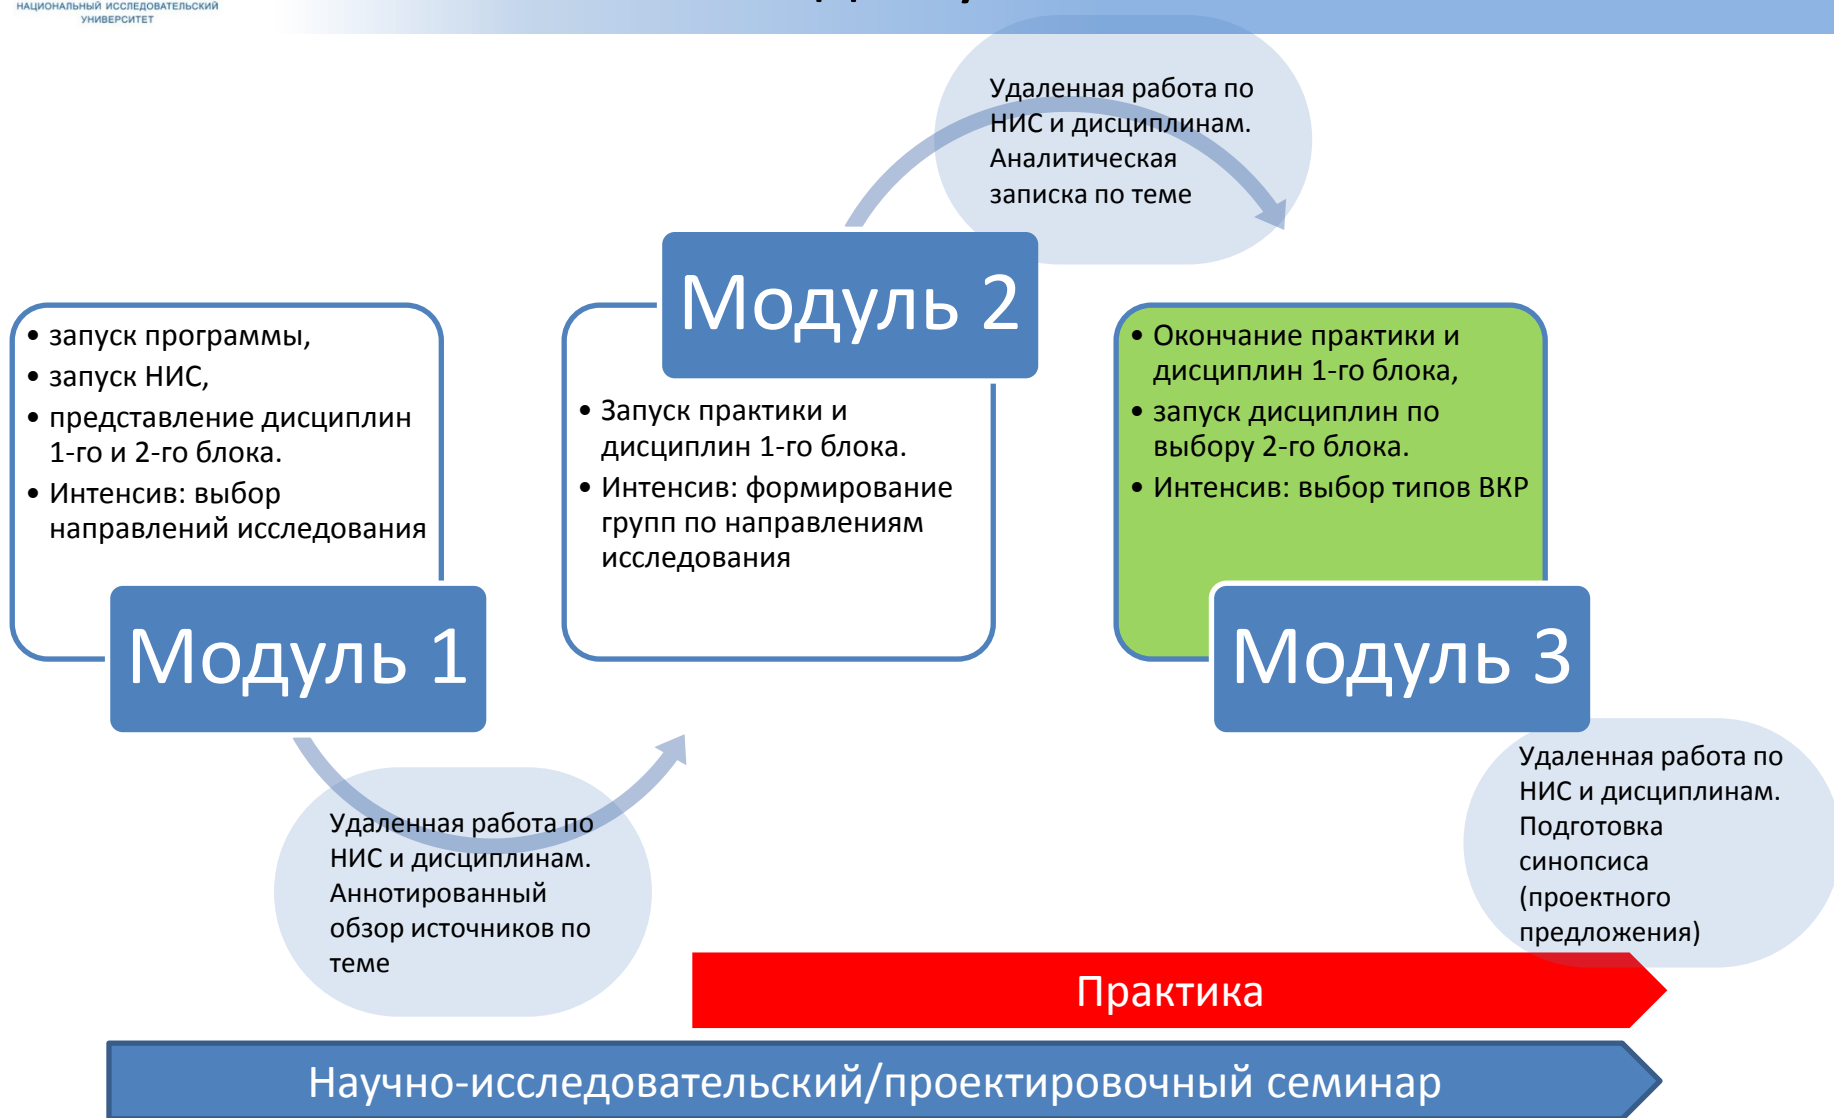 НАЦИОНАЛЬНЫЙ ИССЛЕДОВАТЕЛЬСКИЙ
УНИВЕРСИТЕТ
Удаленная работа по
НИС и дисциплинам.
Аналитическая
записка по теме
• запуск программы,
• запуск НИС,
• представление дисциплин
1-го и 2-го блока.
• Интенсив: выбор
направлений исследования
Модуль 1
Модуль 2
• Запуск практики и
дисциплин 1-го блока.
• Интенсив: формирование
групп по направлениям
исследования
• Окончание практики и
дисциплин 1-го блока,
• запуск дисциплин по
выбору 2-го блока.
• Интенсив: выбор типов ВКР
Модуль 3
Удаленная работа по
НИС и дисциплинам.
Аннотированный
обзор источников по
теме
Удаленная работа по
НИС и дисциплинам.
Подготовка
синопсиса
(проектного
предложения)
Практика
Научно-исследовательский/проектировочный семинар